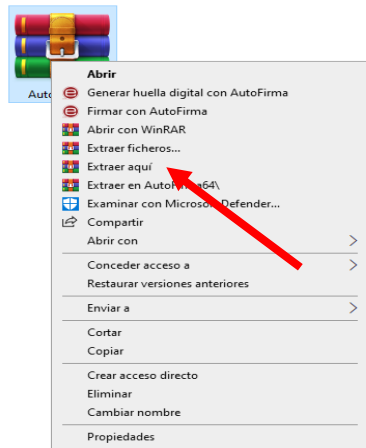 Auto
Abrir
Generar huella digital con AutoFirma
Firmar con AutoFirma
Abrir con WinRAR
Extraer ficheros...
Extraer aquí
Extraer en AutoFirma64\
Examinar con Microsoft Defender...
Compartir
Abrir con
Conceder acceso a
Restaurar versiones anteriores
Enviar a
Cortar
Copiar
Crear acceso directo
Eliminar
Cambiar nombre
Propiedades